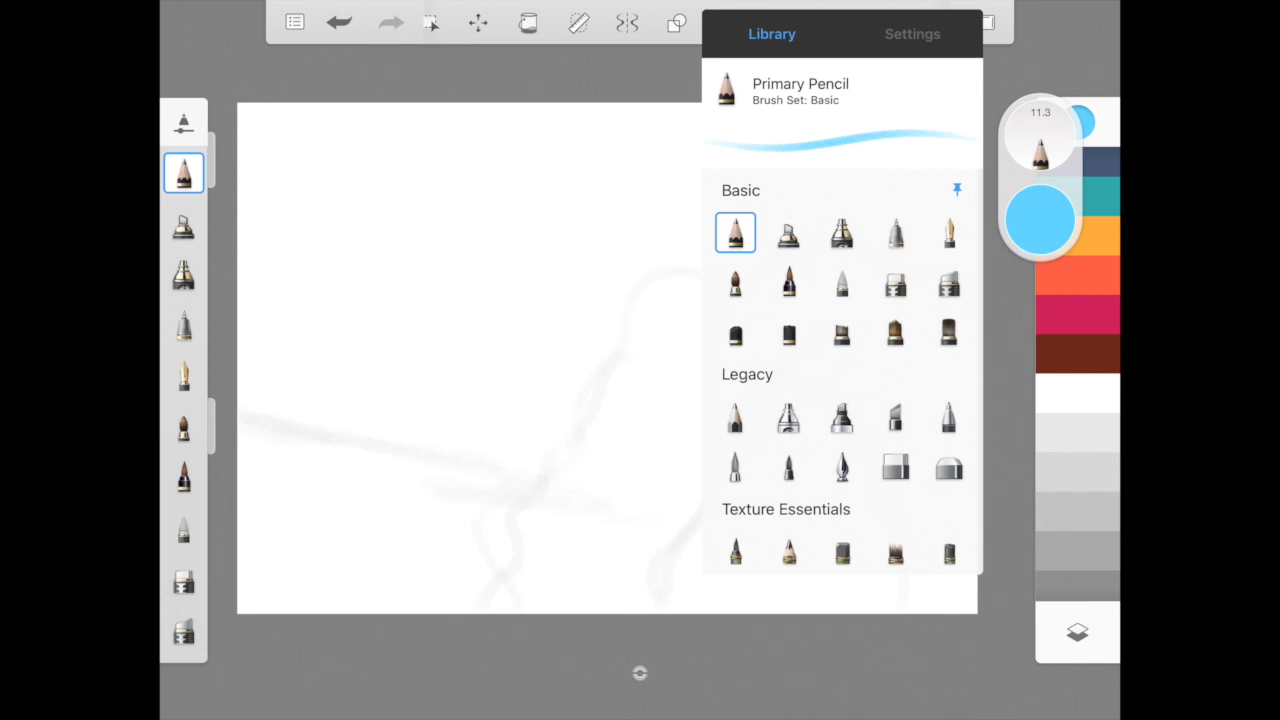 Library
Settings
Primary Pencil
Brush Set: Basic
11.3
Basic
Legacy
Texture Essentials